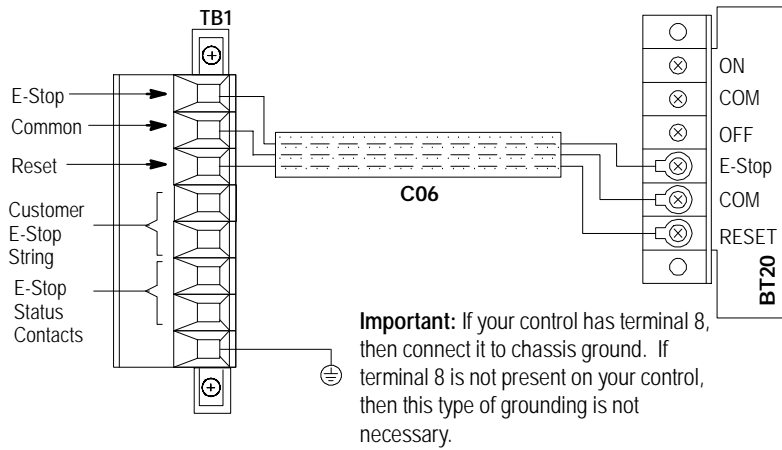 TB1
E-Stop
Common
Reset
Customer
E-Stop
String
E-Stop
Status
Contacts
C06
ON
COM
OFF
E-Stop
COM
RESET
BT20
Important: If your control has terminal 8,
then connect it to chassis ground. If
terminal 8 is not present on your control,
then this type of grounding is not
necessary.